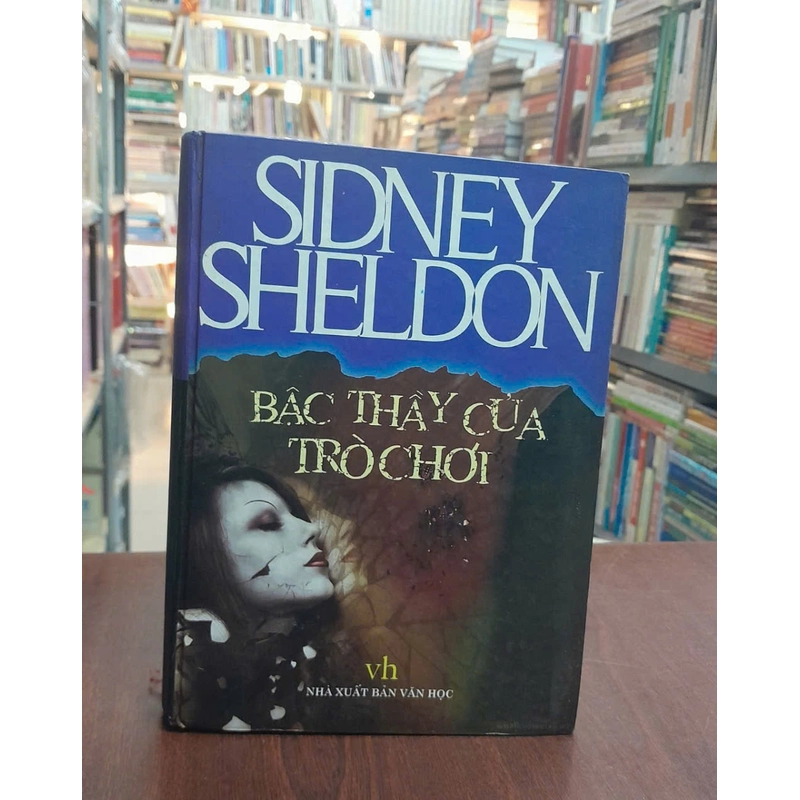 SIDNEY
SHELDON
BẬC THẦY CỦA
TRÒ CHƠI
vh
NHÀ XUẤT BẢN VĂN HỌC